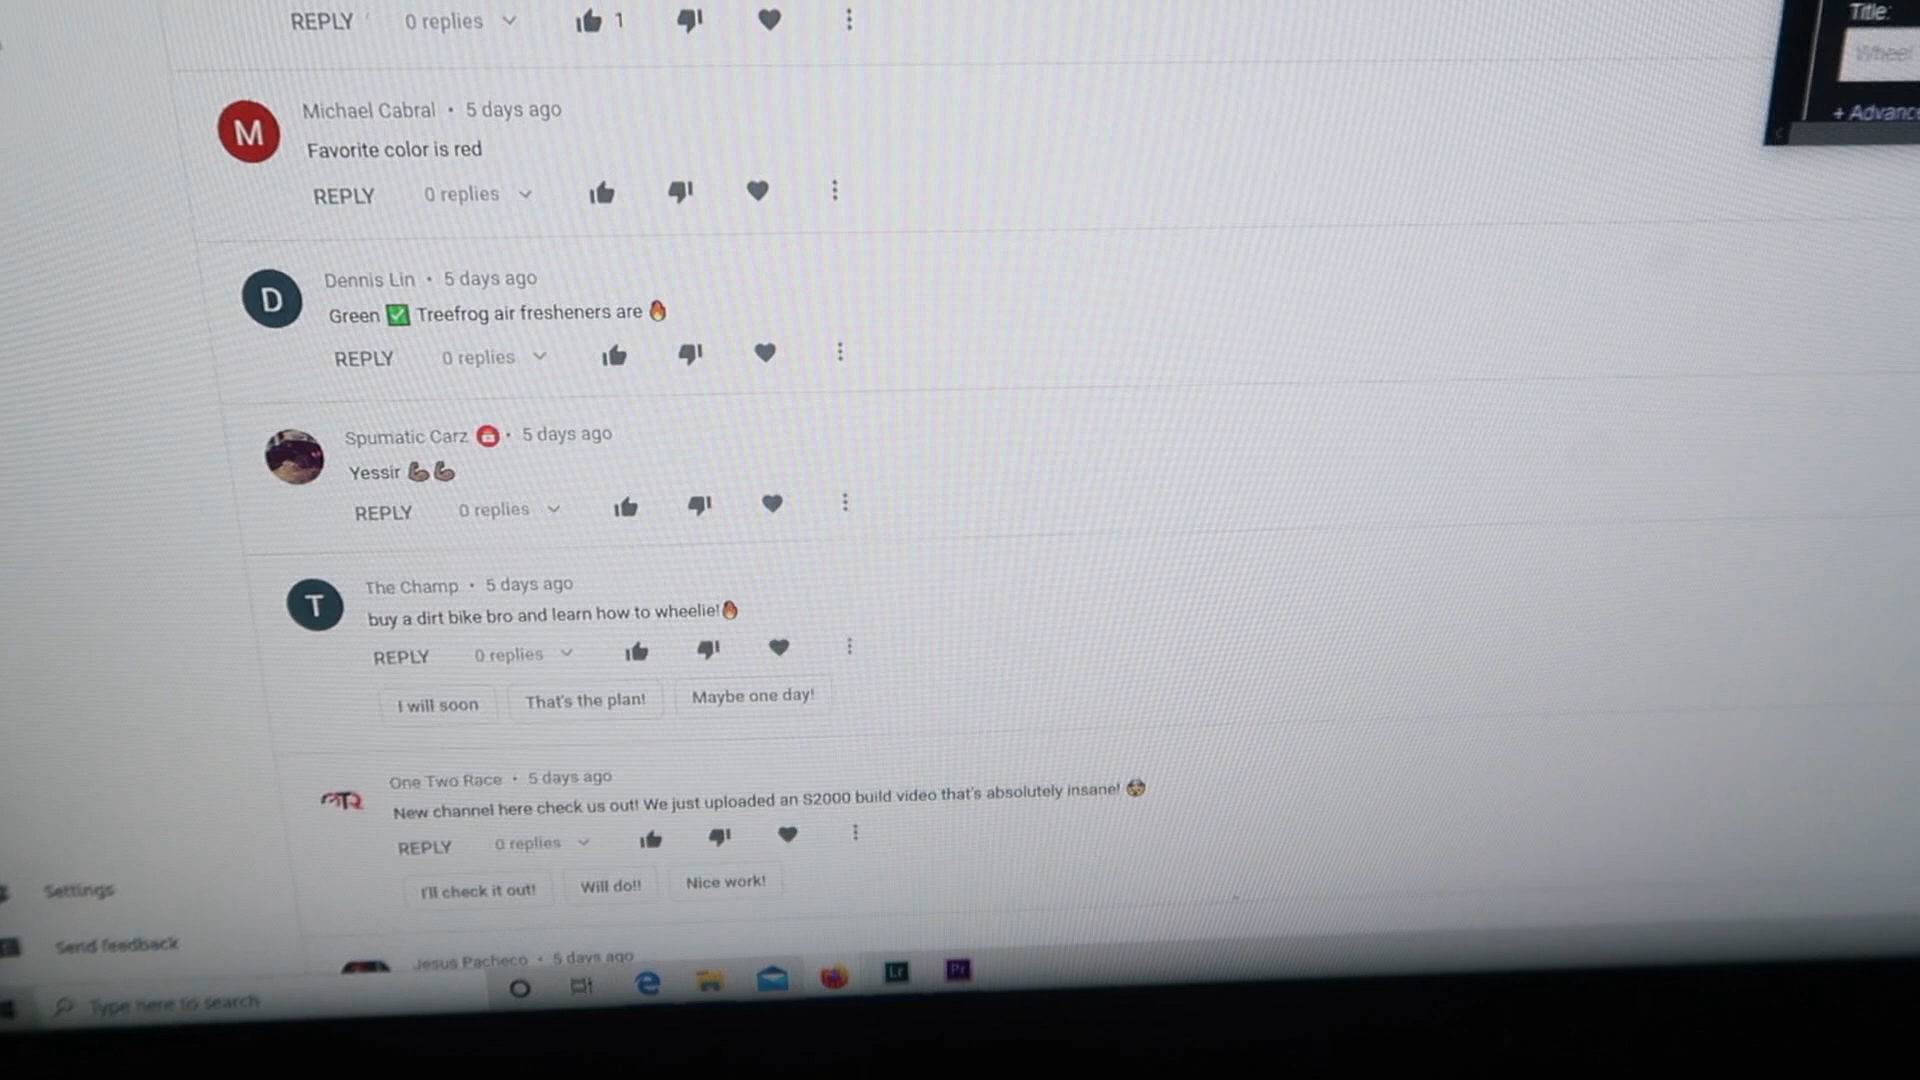 REPLY 0 replies 1
Title:
Wheel
+ Advance
M Michael Cabral • 5 days ago
Favorite color is red
REPLY 0 replies
D Dennis Lin • 5 days ago
Green ✅ Treefrog air fresheners are 🔥
REPLY 0 replies
Spumatic Carz • 5 days ago
Yessir 💪🏾💪🏾
REPLY 0 replies
T The Champ • 5 days ago
buy a dirt bike bro and learn how to wheelie!🔥
REPLY 0 replies
I will soon That's the plan! Maybe one day!
One Two Race • 5 days ago
New channel here check us out! We just uploaded an S2000 build video that's absolutely insane! 🤯
REPLY 0 replies
I'll check it out! Will do!! Nice work!
Settings
Send feedback
Jesus Pacheco • 5 days ago
Type here to search
Lr Pr